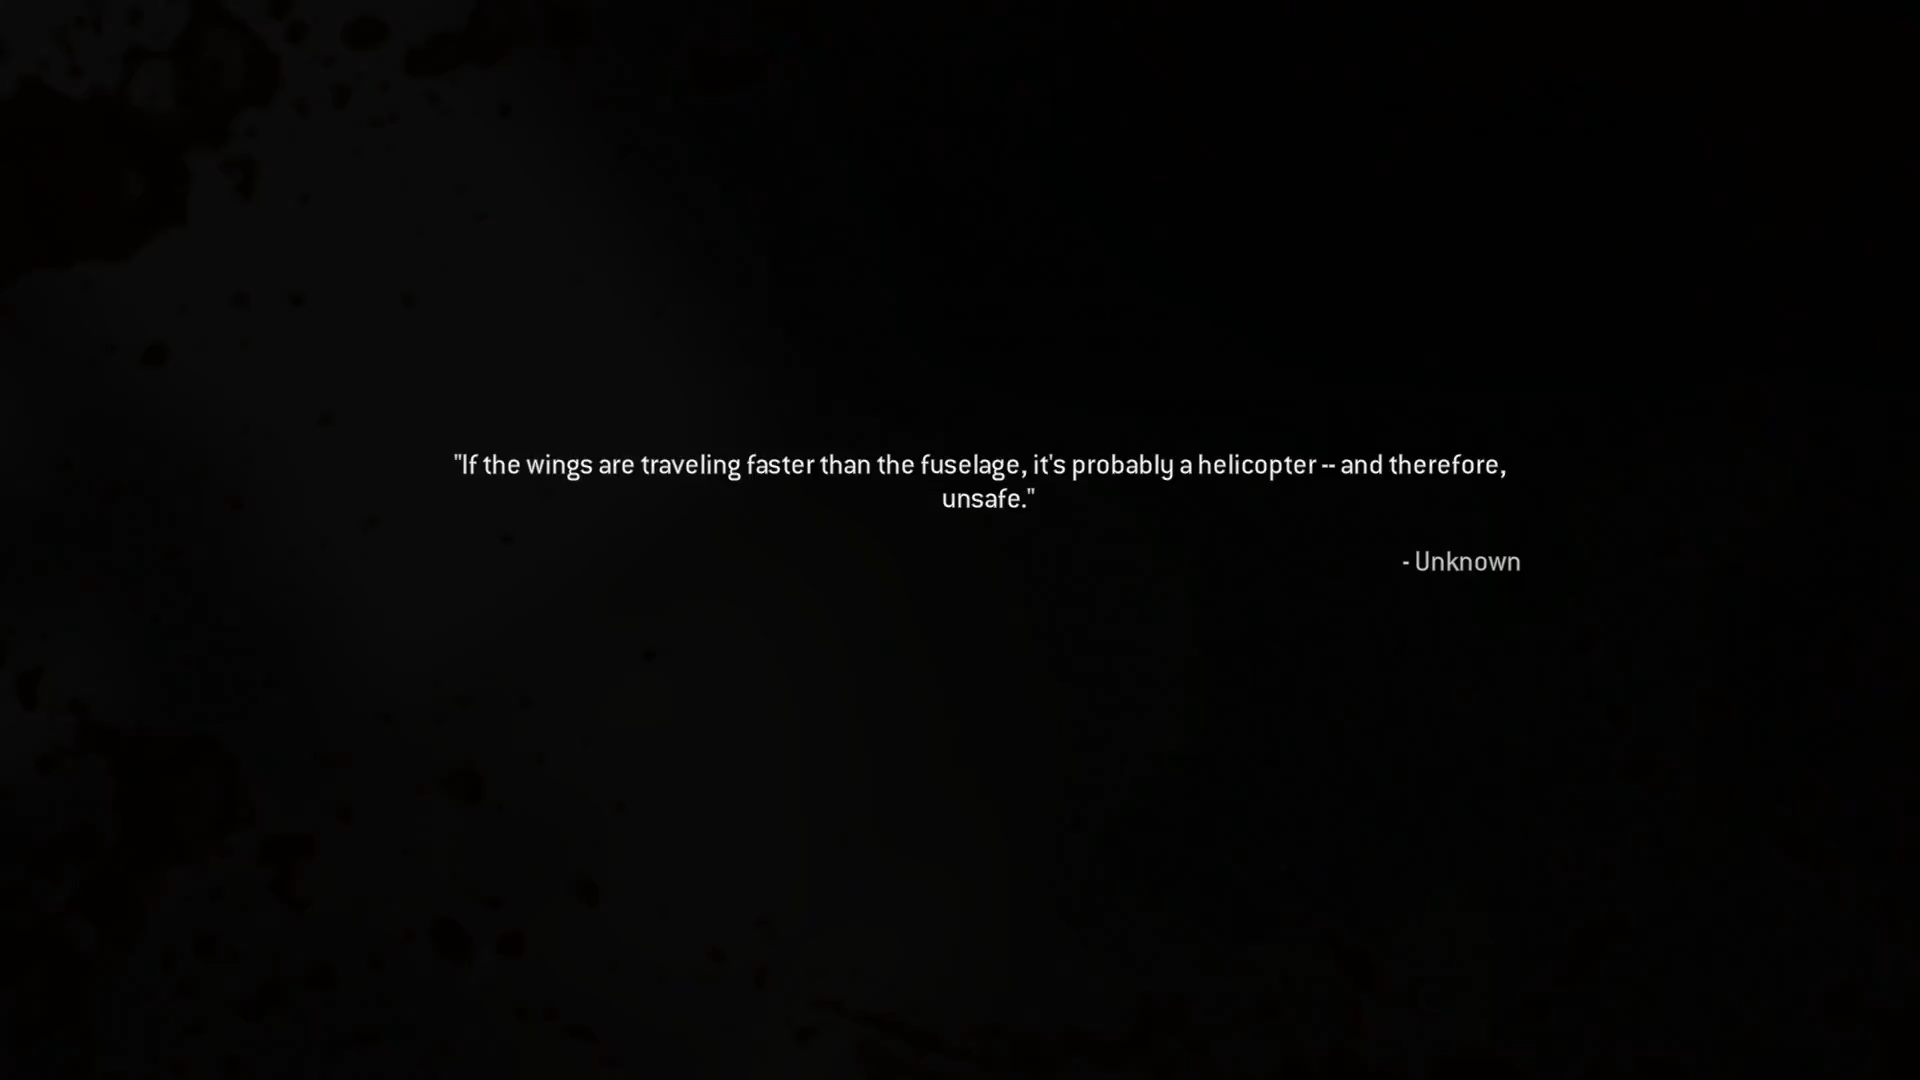 "If the wings are traveling faster than the fuselage, it's probably a helicopter -- and therefore,
unsafe."
- Unknown